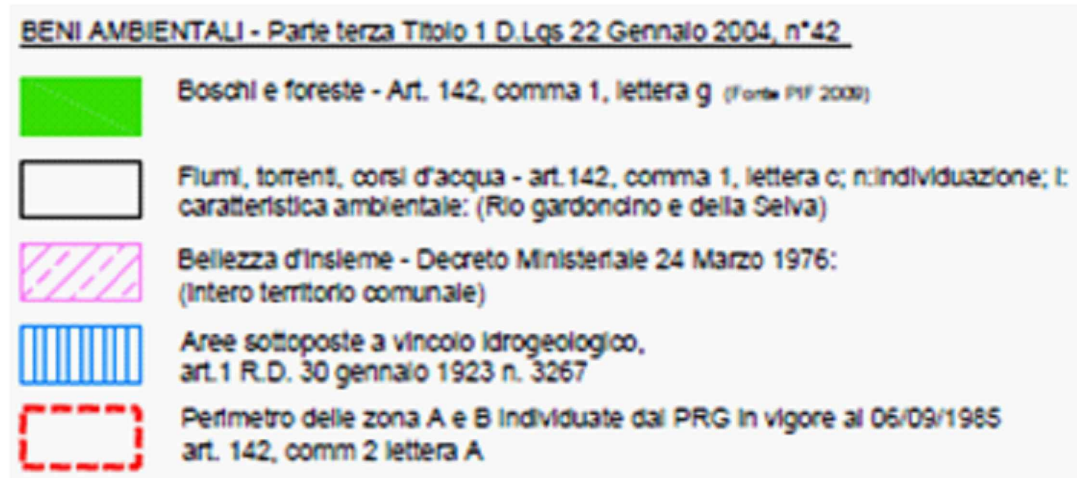 BENI AMBIENTALI - Parte terza Titolo 1 D.Lgs 22 Gennaio 2004, n°42
Boschi e foreste - Art. 142, comma 1, lettera g (Fonte PIF 2009)
Fiumi, torrenti, corsi d'acqua - art.142, comma 1, lettera c; n:individuazione; l:
caratteristica ambientale: (Rio gardoncino e della Selva)
Bellezza d'insieme - Decreto Ministeriale 24 Marzo 1976:
(intero territorio comunale)
Aree sottoposte a vincolo idrogeologico,
art.1 R.D. 30 gennaio 1923 n. 3267
Perimetro delle zona A e B individuate dal PRG in vigore al 06/09/1985
art. 142, comm 2 lettera A